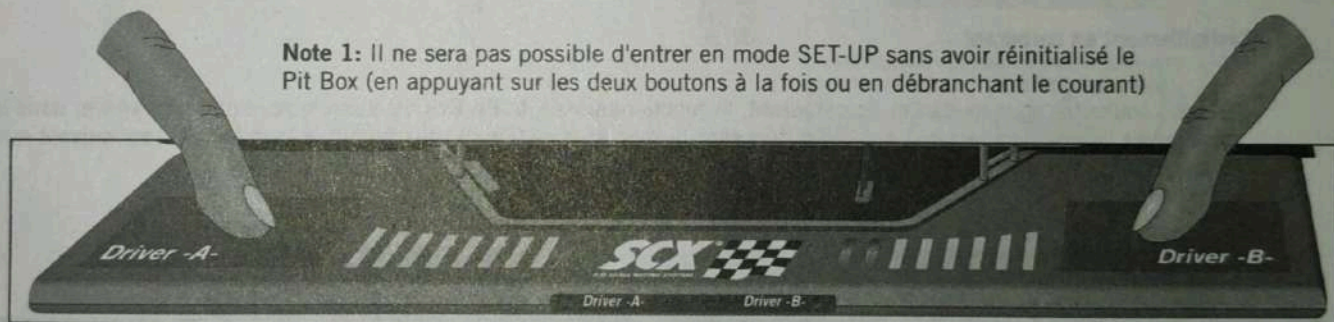 Note 1: Il ne sera pas possible d'entrer en mode SET-UP sans avoir réinitialisé le
Pit Box (en appuyant sur les deux boutons à la fois ou en débranchant le courant)
Driver -A-
SCX
Driver -B-
Driver -A-
Driver -B-